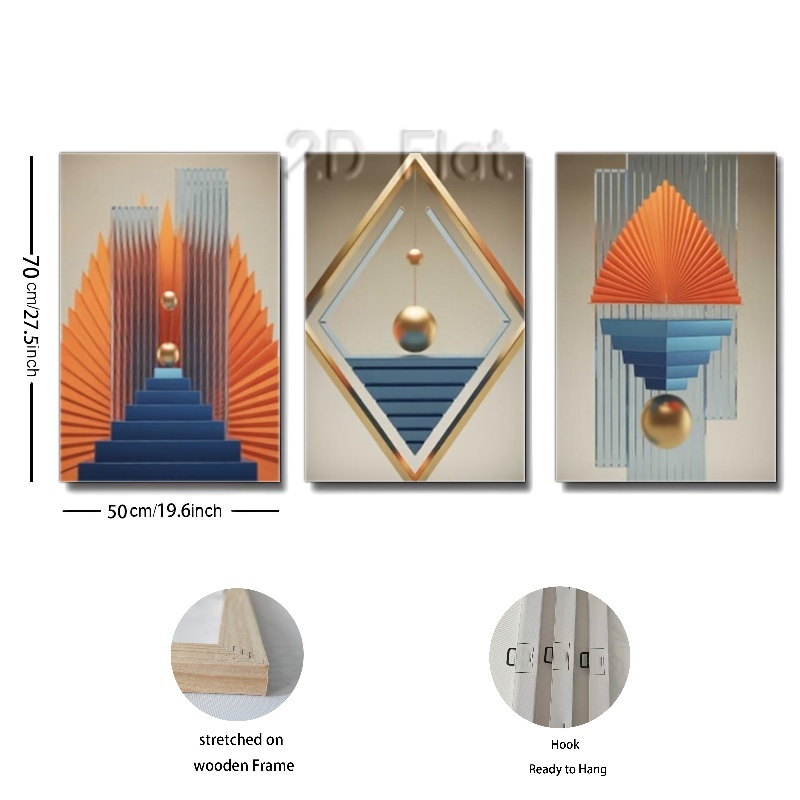 2D Flat
70 cm/27.5inch
50cm/19.6inch
stretched on
wooden Frame
Hook
Ready to Hang